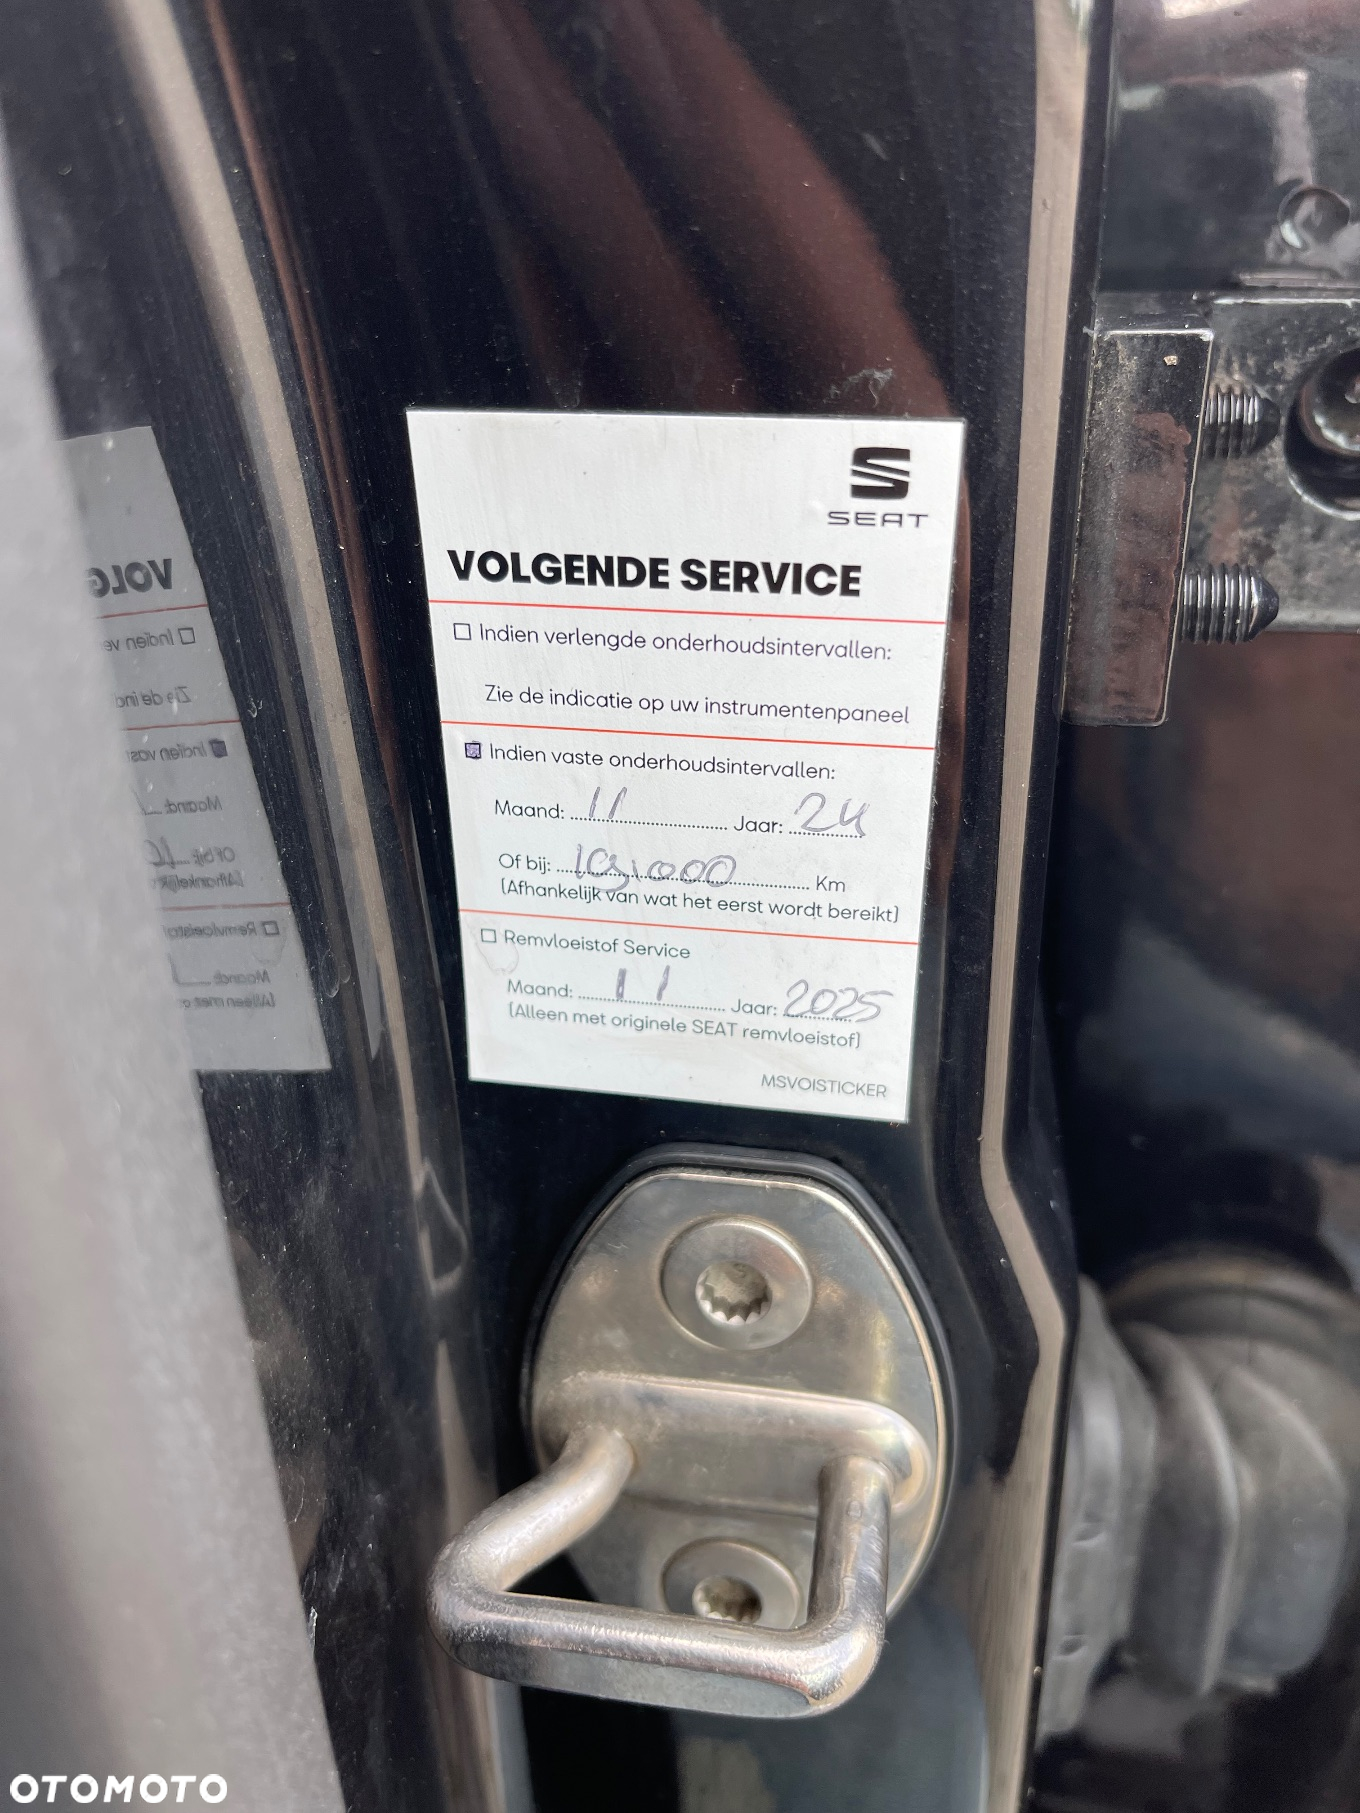 SEAT
VOLGENDE SERVICE
Indien verlengde onderhoudsintervallen:
Zie de indicatie op uw instrumentenpaneel
Indien vaste onderhoudsintervallen:
Maand: 11 Jaar: 24
Of bij: Km
(Afhankelijk van wat het eerst wordt bereikt)
Remvloeistof Service
Maand: 11 Jaar: 2025
(Alleen met originele SEAT remvloeistof)
MSVOISTICKER
OTOMOTO